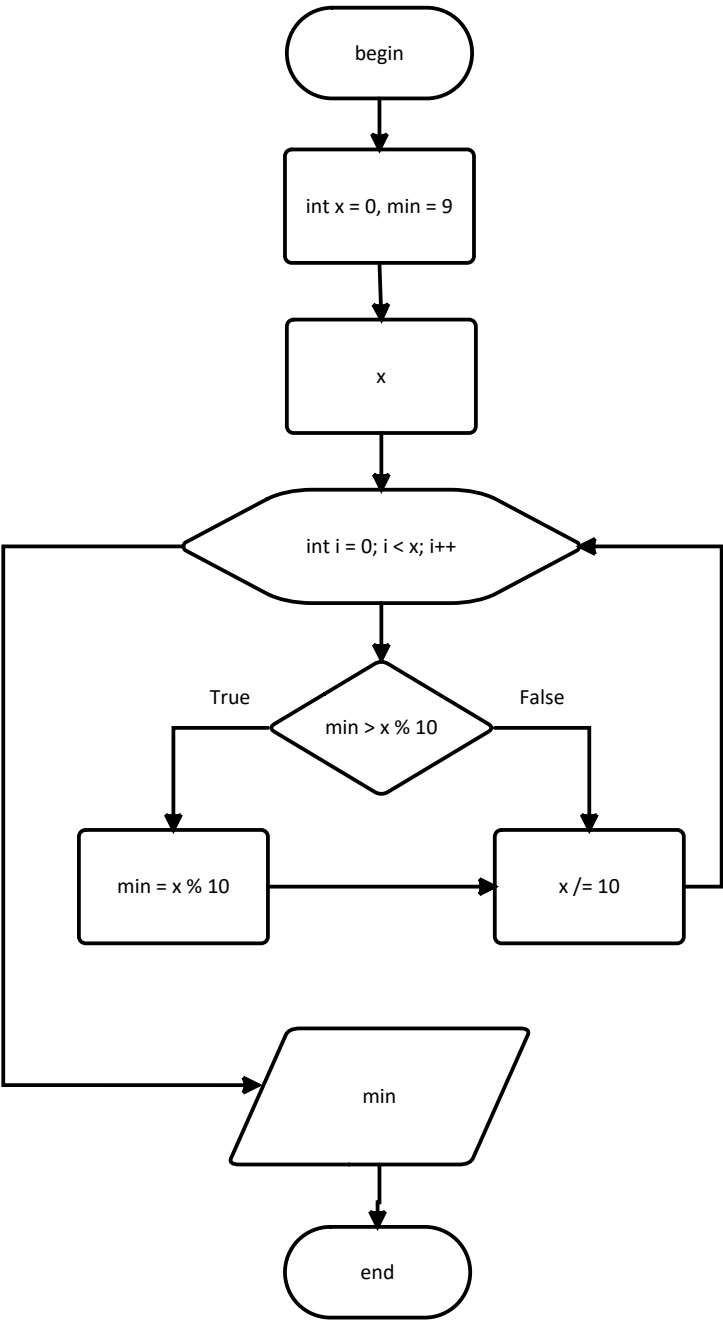 begin
int x = 0, min = 9
x
int i = 0; i < x; i++
True
False
min > x % 10
min = x % 10
x /= 10
min
end